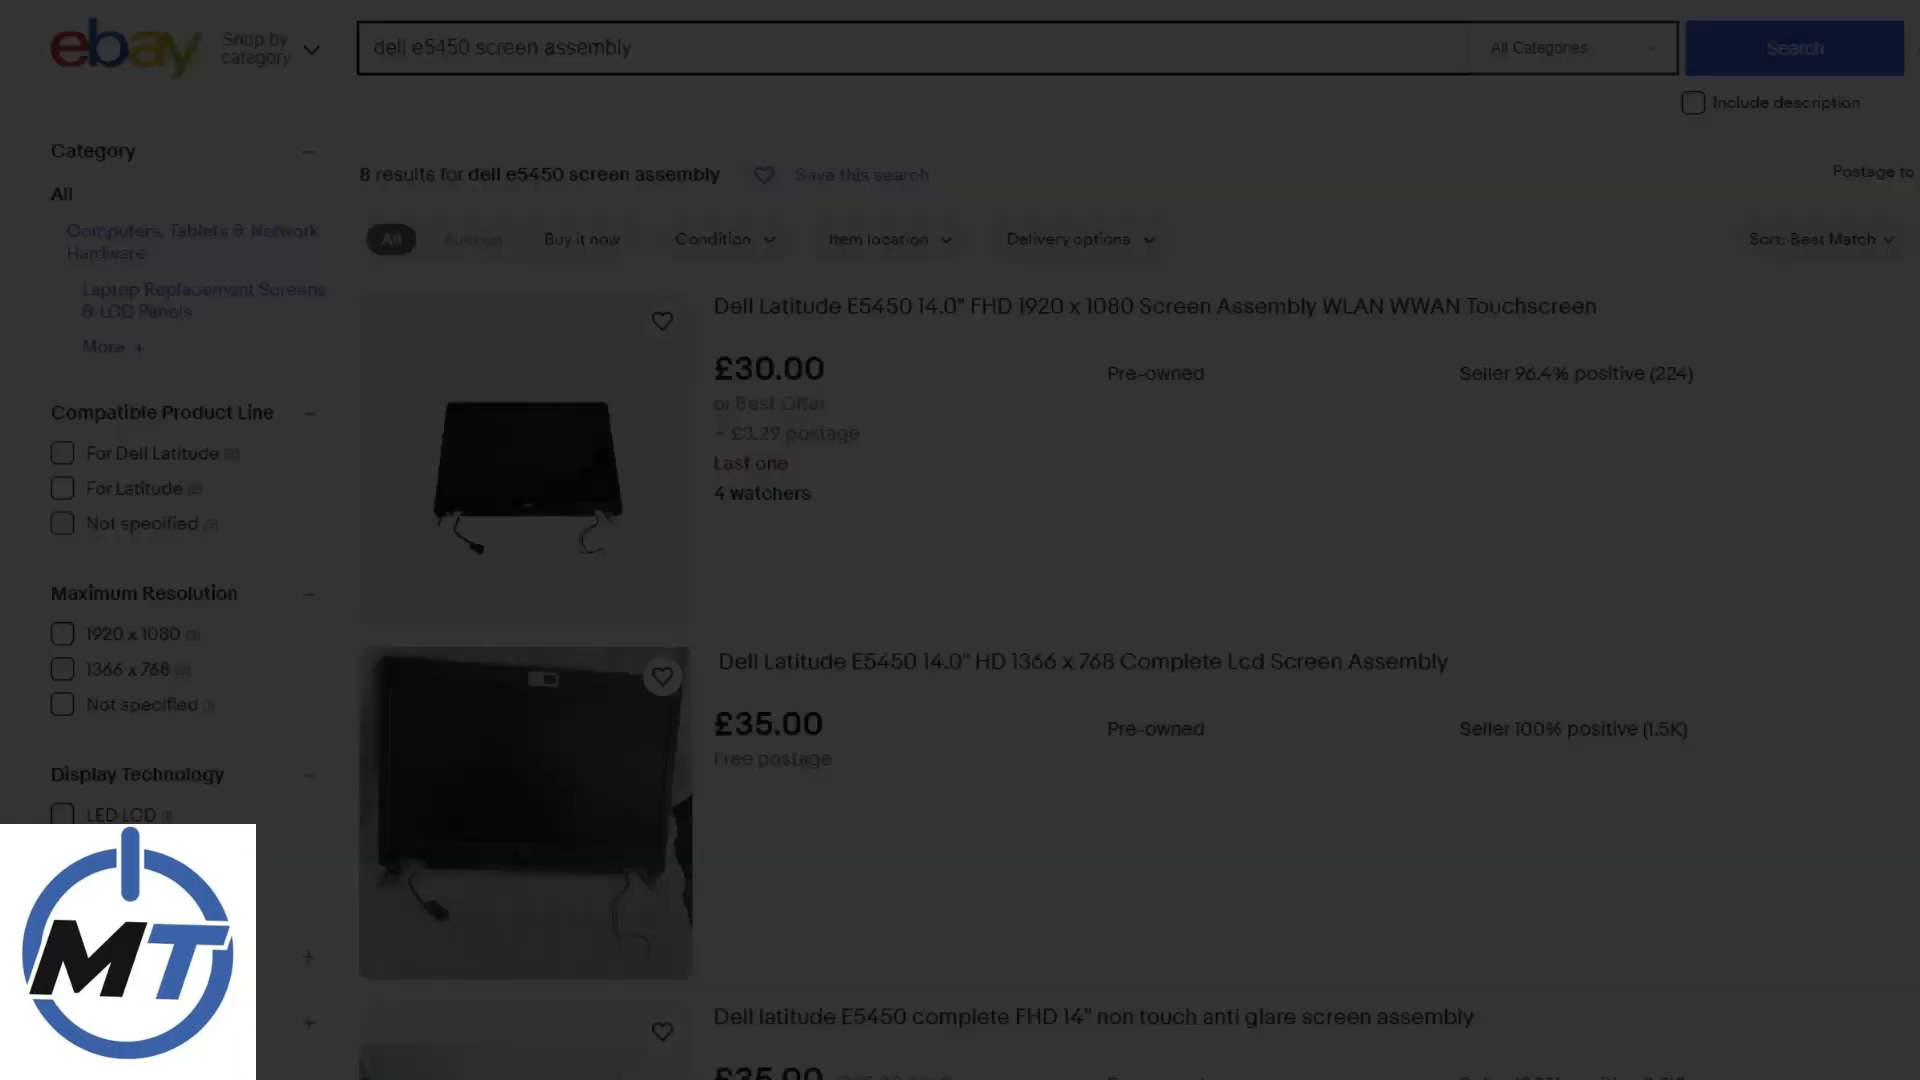 ebay
Shop by
category
dell e5450 screen assembly
All Categories
Search
Include description
Category
All
Computers, Tablets & Network
Hardware
Laptop Replacement Screens
& LCD Panels
More +
8 results for dell e5450 screen assembly
Save this search
Postage to
All
Auction
Buy it now
Condition
Item location
Delivery options
Sort: Best Match
Compatible Product Line
For Dell Latitude
For Latitude
Not specified
Maximum Resolution
1920 x 1080
1366 x 768
Not specified
Display Technology
LED LCD
Dell Latitude E5450 14.0" FHD 1920 x 1080 Screen Assembly WLAN WWAN Touchscreen
£30.00
Pre-owned
Seller 96.4% positive (224)
or Best Offer
+ £3.29 postage
Last one
4 watchers
Dell Latitude E5450 14.0" HD 1366 x 768 Complete Lcd Screen Assembly
£35.00
Pre-owned
Seller 100% positive (1.5K)
Free postage
Dell latitude E5450 complete FHD 14" non touch anti glare screen assembly
£35.00
MT